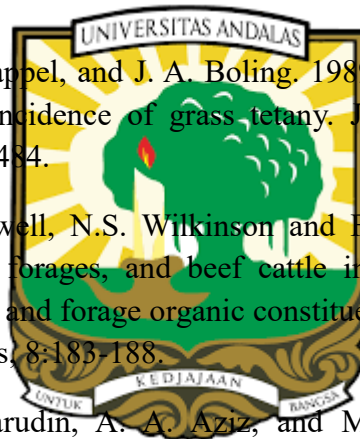 UNIVERSITAS ANDALAS
appel, and J. A. Boling. 1989
ncidence of grass tetany. J
484.
well, N.S. Wilkinson and
forages, and beef cattle in
and forage organic constitue
s, 8:183-188.
KEDJAJAAN
UNTUK BANGSA
arudin, A. A. Aziz, and M